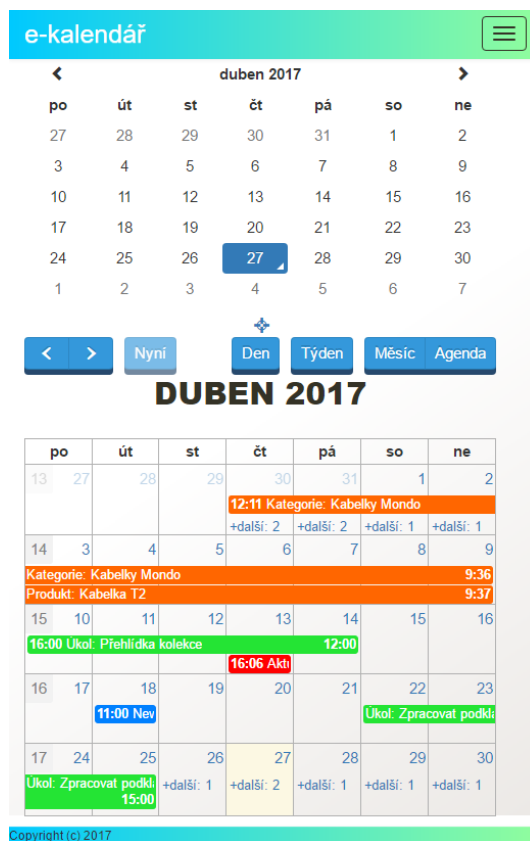 e-kalendář
duben 2017
po út st čt pá so ne
27 28 29 30 31 1 2
3 4 5 6 7 8 9
10 11 12 13 14 15 16
17 18 19 20 21 22 23
24 25 26 27 28 29 30
1 2 3 4 5 6 7
Nyní Den Týden Měsíc Agenda
DUBEN 2017
po út st čt pá so ne
13 27 28 29 30 31 1 2
12:11 Kategorie: Kabelky Mondo
+další: 2 +další: 2 +další: 1 +další: 1
14 3 4 5 6 7 8 9
Kategorie: Kabelky Mondo 9:36
Produkt: Kabelka T2 9:37
15 10 11 12 13 14 15 16
16:00 Úkol: Přehlídka kolekce 12:00
16:06 Aktu
16 17 18 19 20 21 22 23
11:00 New Úkol: Zpracovat podkla
17 24 25 26 27 28 29 30
Úkol: Zpracovat podkla +další: 1 +další: 2 +další: 1 +další: 1 +další: 1
15:00
Copyright (c) 2017